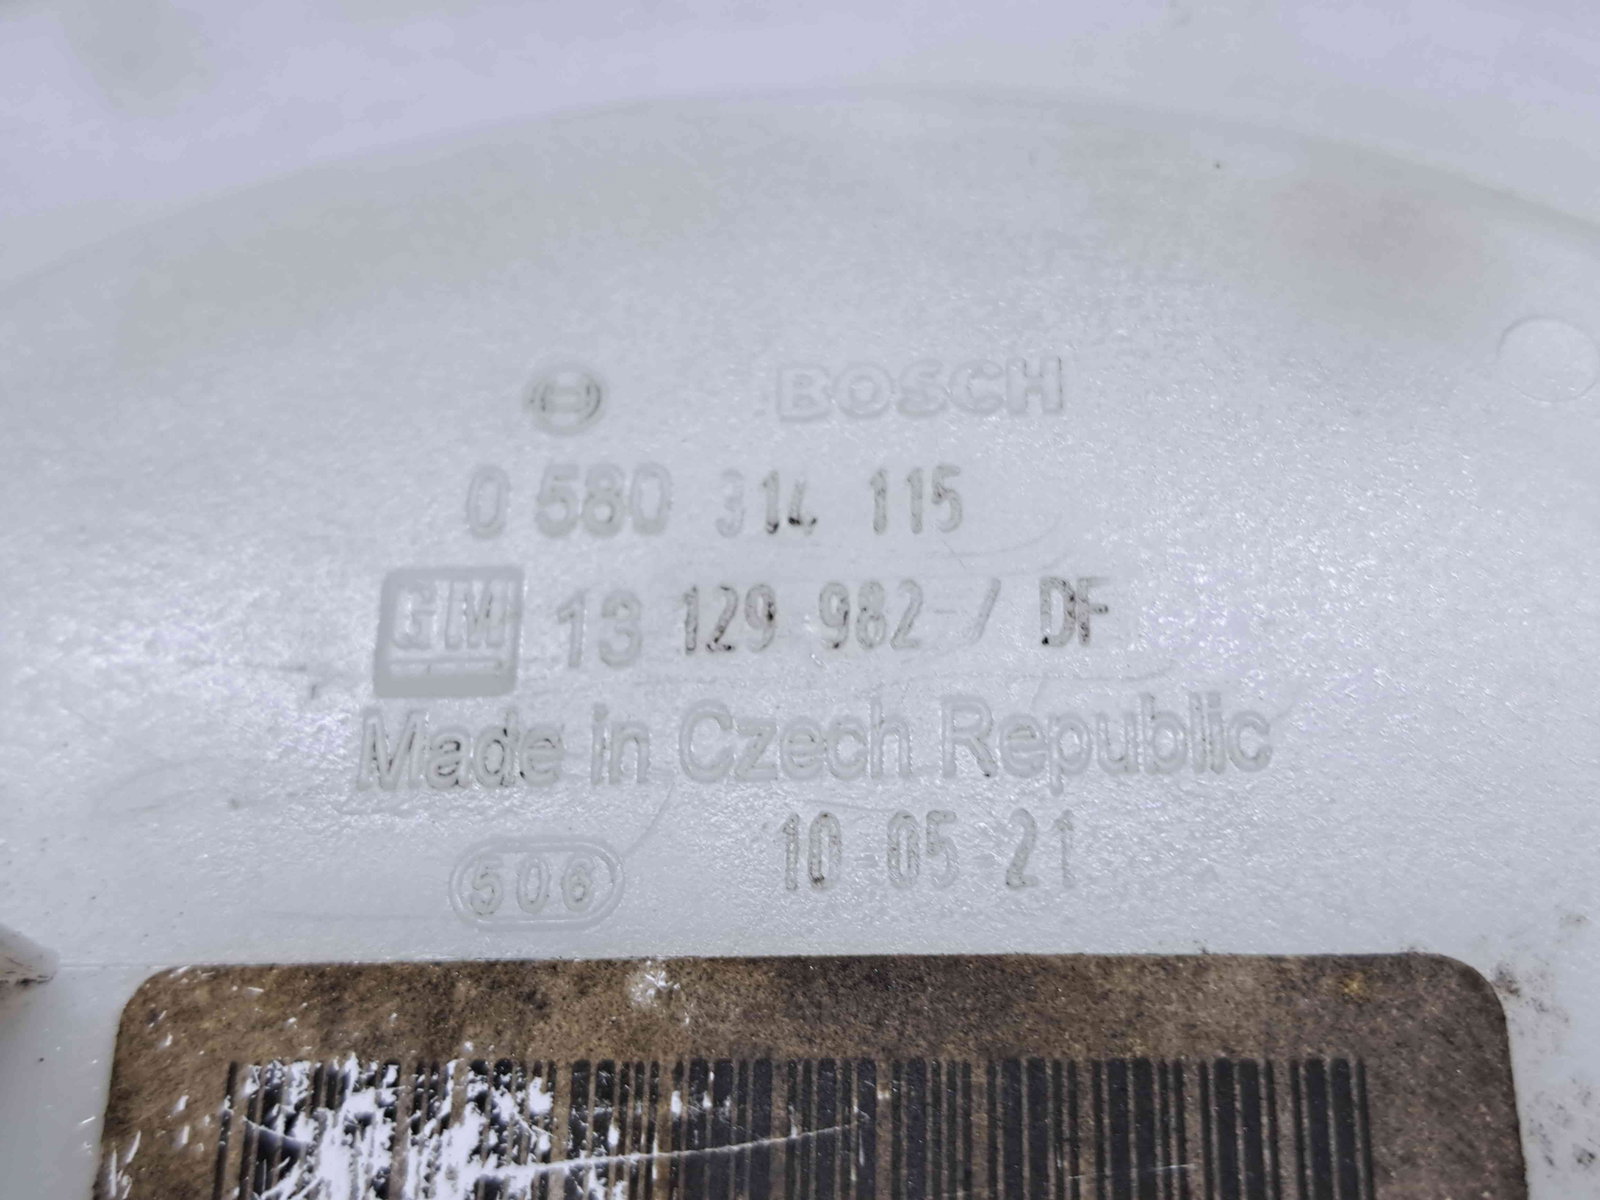 BOSCH
0 580 314 115
GM 13 129 982 / DF
Made in Czech Republic
506 10 05 21